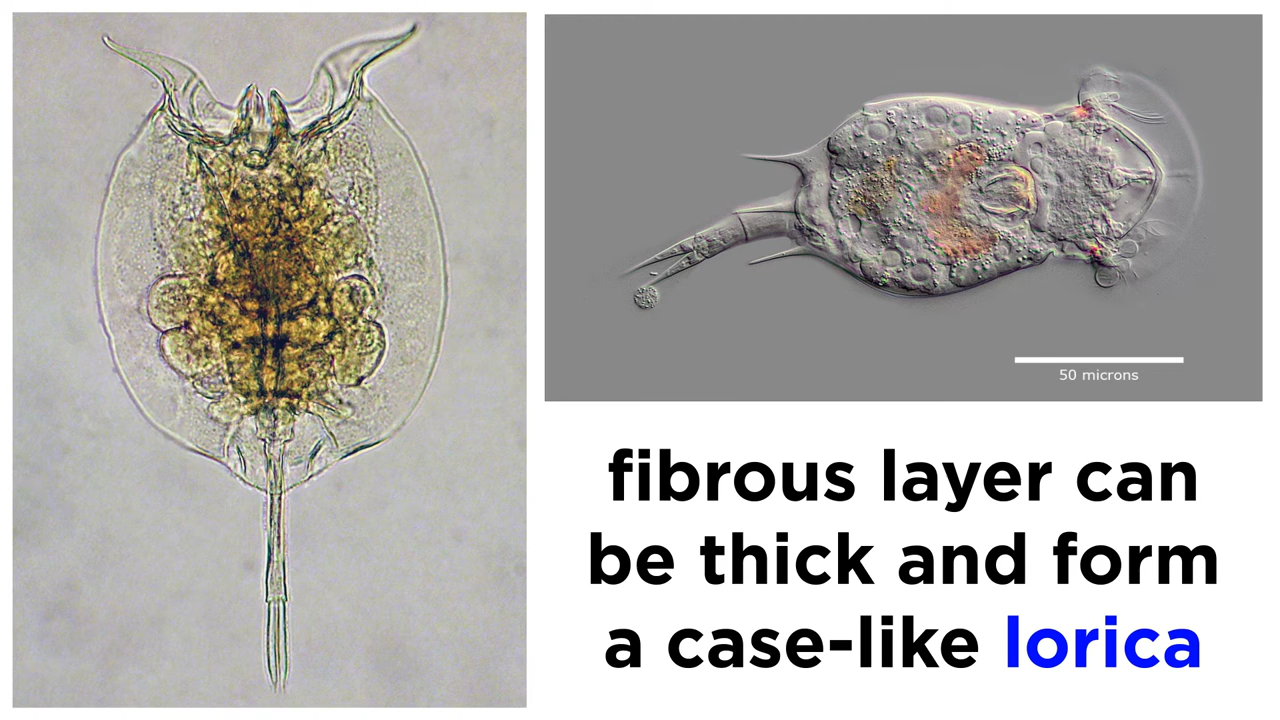 50 microns
fibrous layer can
be thick and form
a case-like lorica